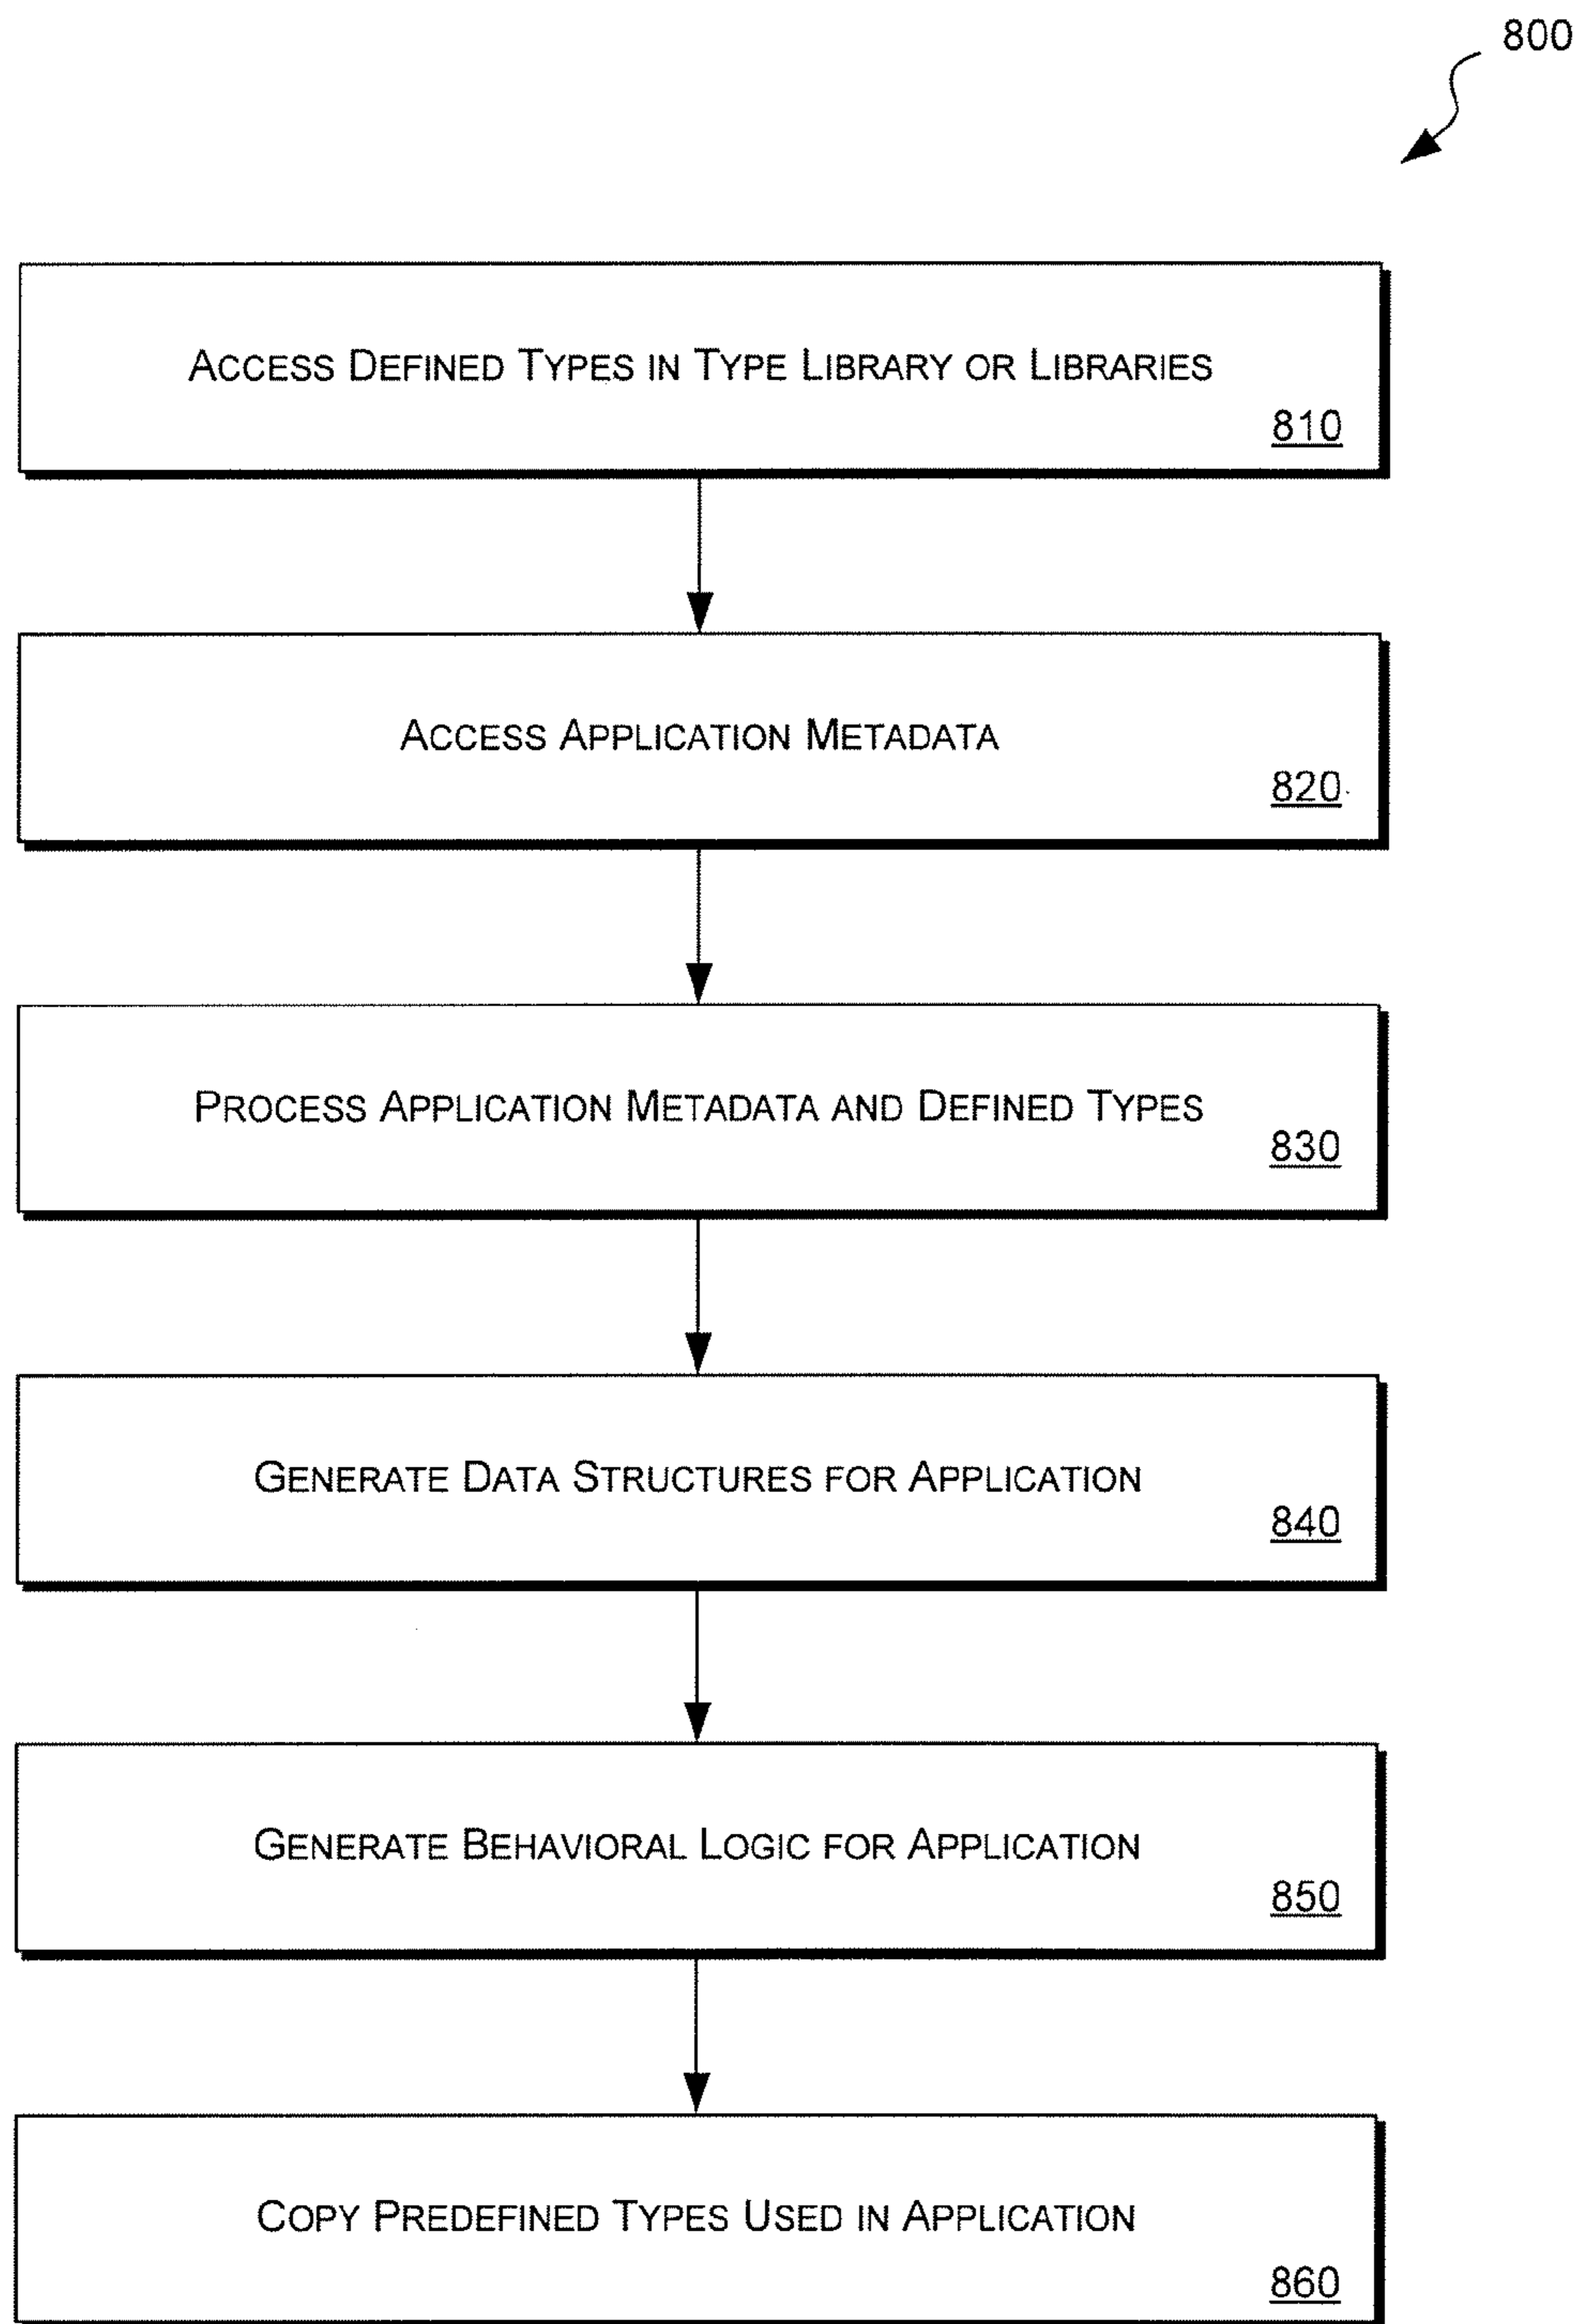 800
ACCESS DEFINED TYPES IN TYPE LIBRARY OR LIBRARIES
810
ACCESS APPLICATION METADATA
820
PROCESS APPLICATION METADATA AND DEFINED TYPES
830
GENERATE DATA STRUCTURES FOR APPLICATION
840
GENERATE BEHAVIORAL LOGIC FOR APPLICATION
850
COPY PREDEFINED TYPES USED IN APPLICATION
860